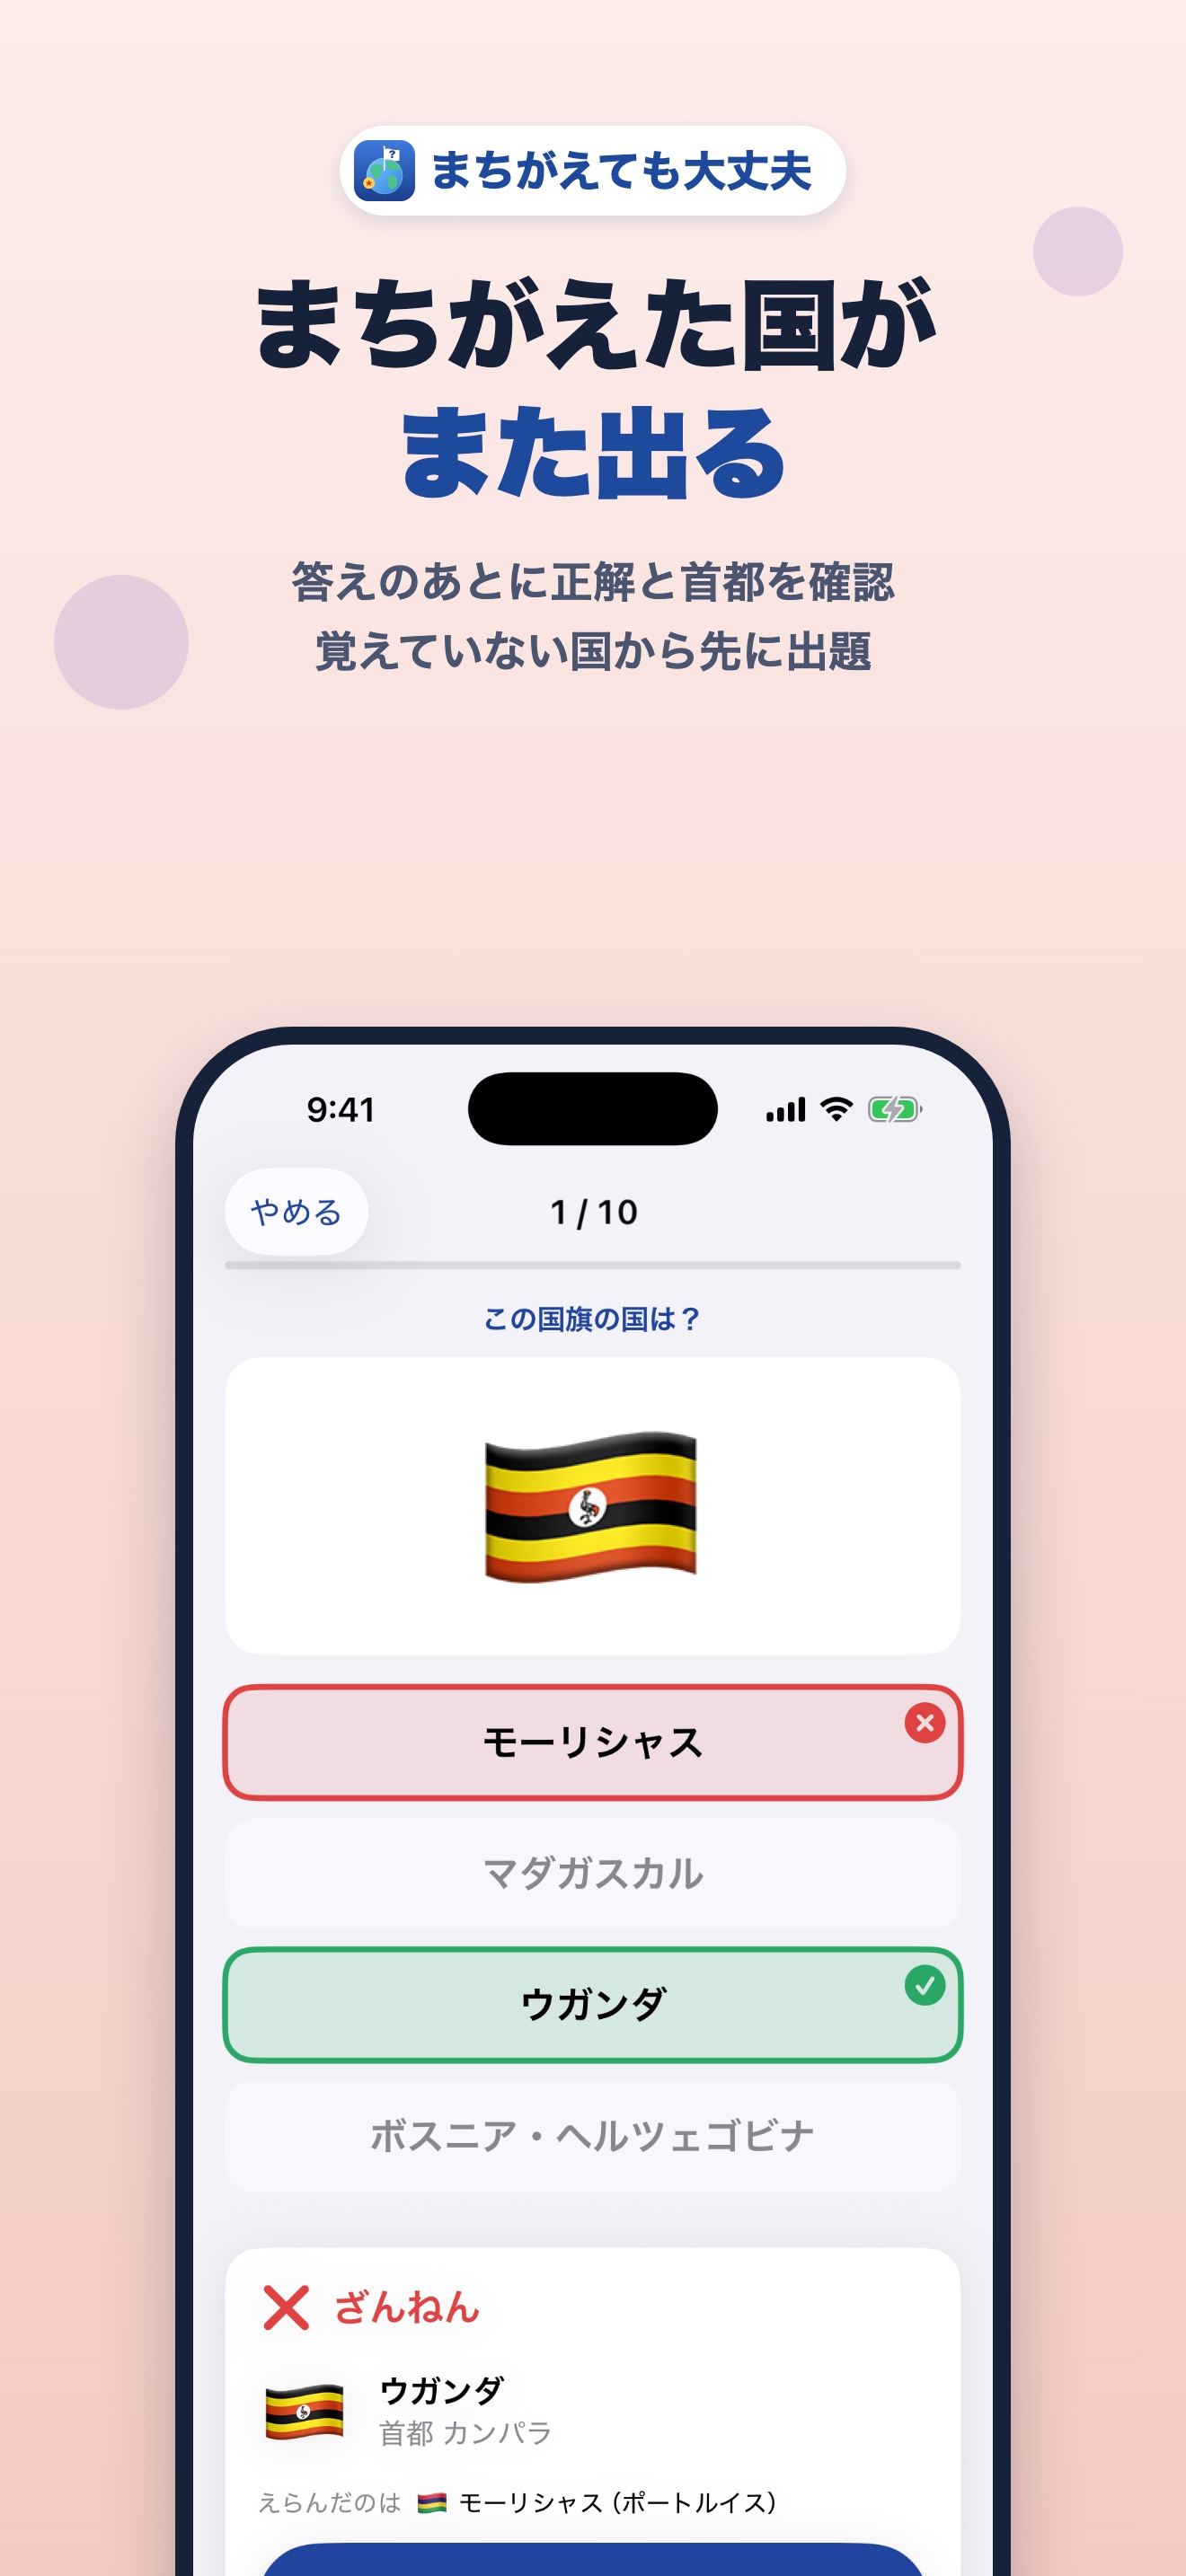 まちがえても大丈夫
まちがえた国が
また出る
答えのあとに正解と首都を確認
覚えていない国から先に出題
9:41
やめる
1 / 10
この国旗の国は？
モーリシャス
マダガスカル
ウガンダ
ボスニア・ヘルツェゴビナ
ざんねん
ウガンダ
首都 カンパラ
えらんだのは 🇲🇺 モーリシャス（ポートルイス）